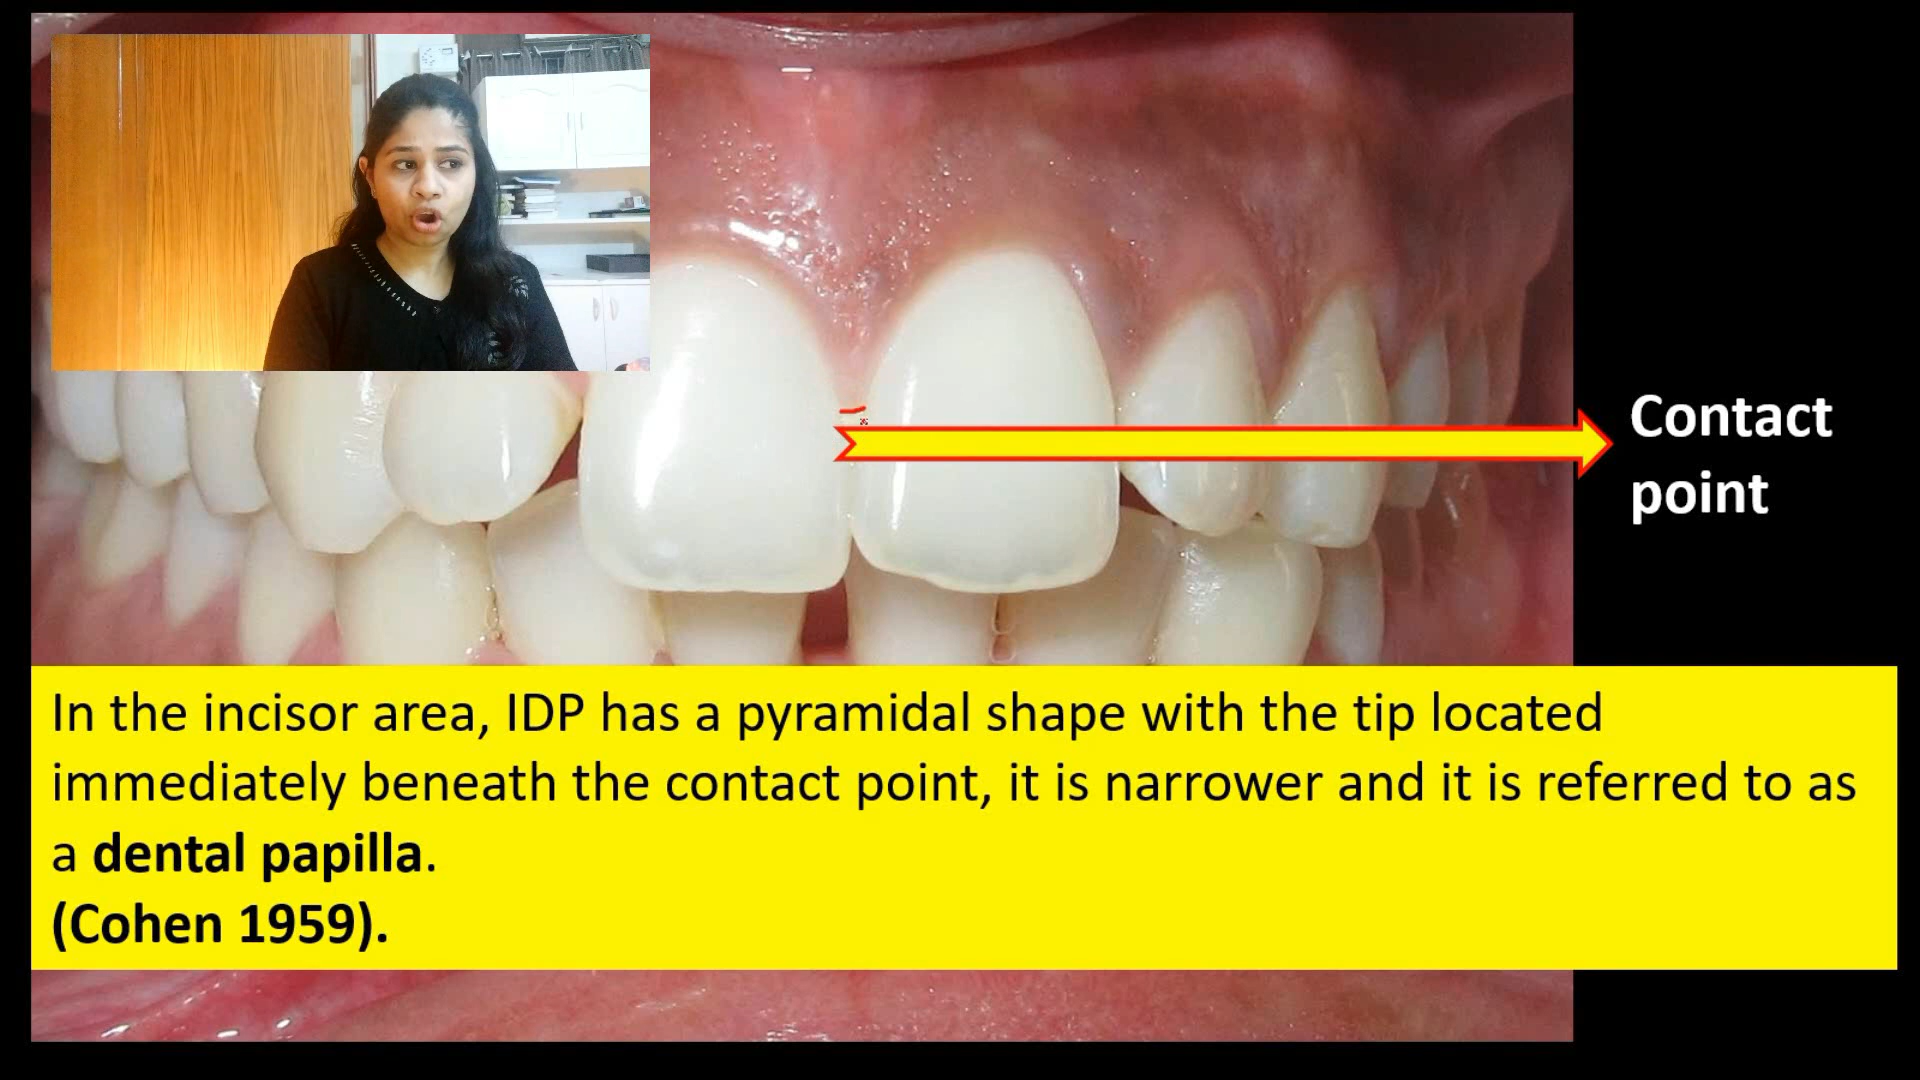 Contact
point
In the incisor area, IDP has a pyramidal shape with the tip located
immediately beneath the contact point, it is narrower and it is referred to as
a dental papilla.
(Cohen 1959).